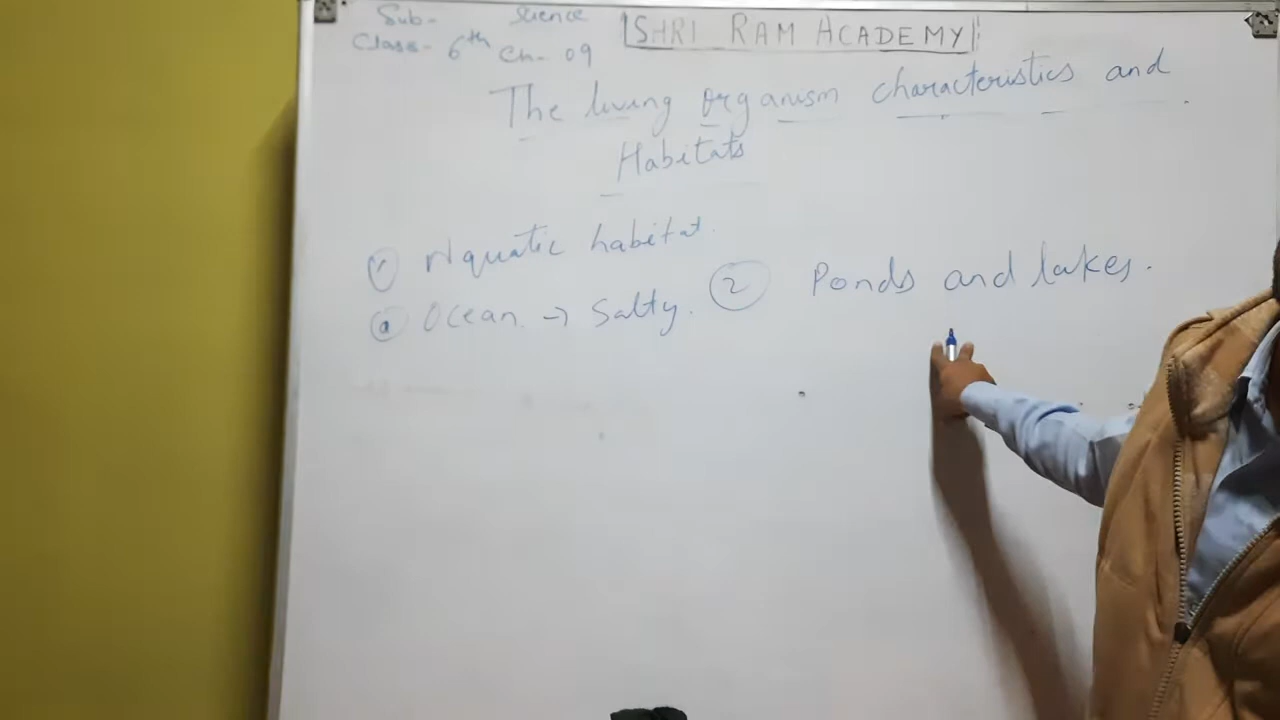 Sub- Science
Class- 6th Ch- 09
SHRI RAM ACADEMY
The living organism characteristics and
Habitats
1 Aquatic habitat.
a Ocean → Salty.
2 Ponds and lakes.